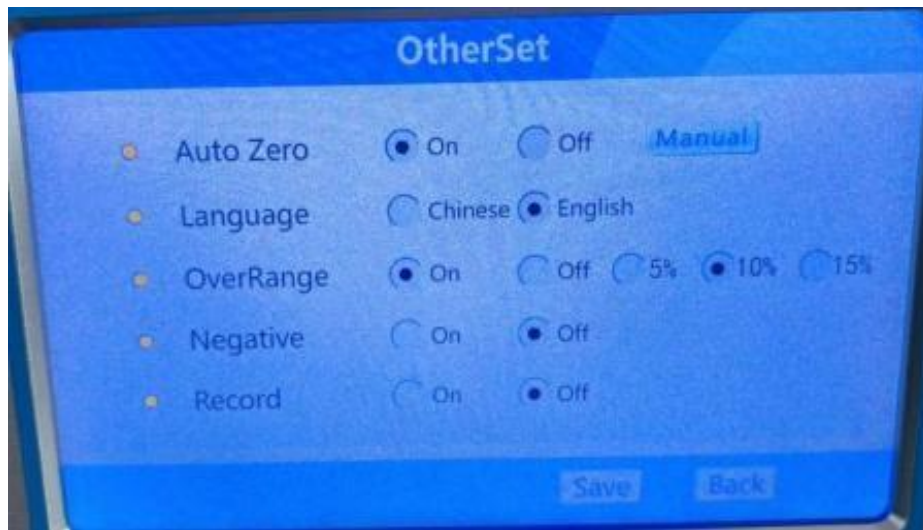 OtherSet
Auto Zero On Off Manual
Language Chinese English
OverRange On Off 5% 10% 15%
Negative On Off
Record On Off
Save Back